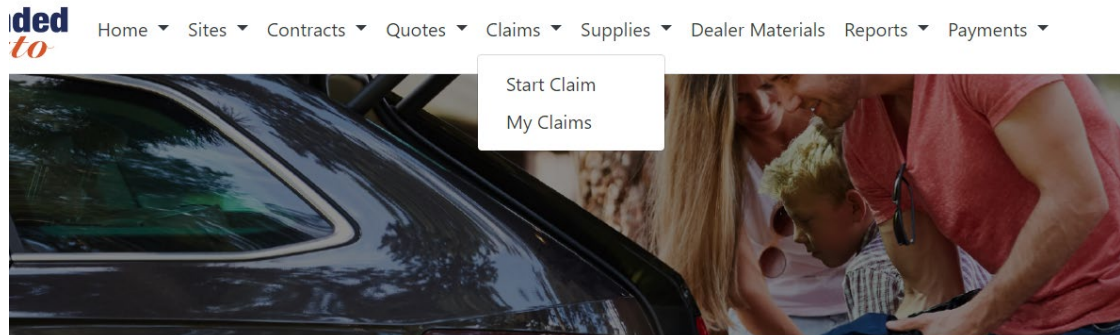 ded
to
Home Sites Contracts Quotes Claims Supplies Dealer Materials Reports Payments
Start Claim
My Claims